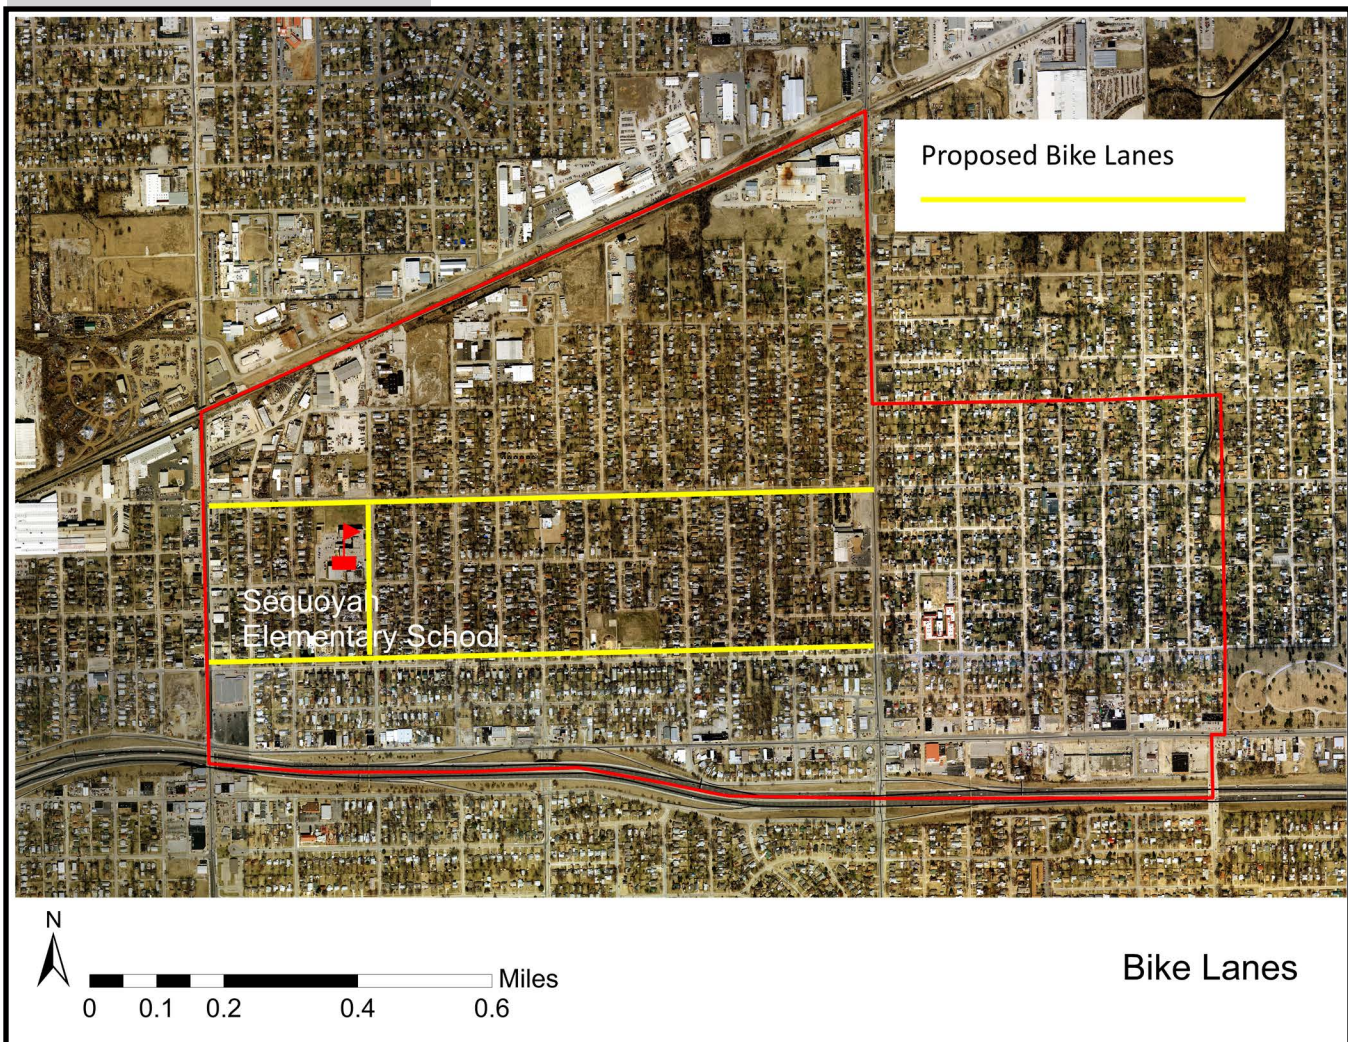 Proposed Bike Lanes
Sequoyah
Elementary School
N
Miles
0 0.1 0.2 0.4 0.6
Bike Lanes